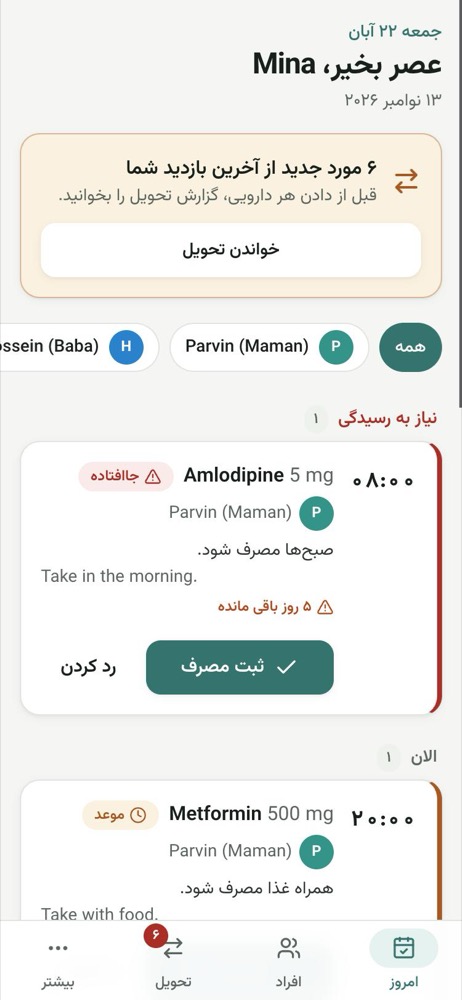 جمعه ۲۲ آبان
عصر بخیر، Mina
۱۳ نوامبر ۲۰۲۶
۶ مورد جدید از آخرین بازدید شما
قبل از دادن هر دارویی، گزارش تحویل را بخوانید.
خواندن تحویل
همه
P Parvin (Maman)
H ossein (Baba)
نیاز به رسیدگی ۱
۰۸:۰۰ Amlodipine 5 mg جاافتاده
P Parvin (Maman)
صبح‌ها مصرف شود.
Take in the morning.
۵ روز باقی مانده
ثبت مصرف
رد کردن
الان ۱
۲۰:۰۰ Metformin 500 mg موعد
P Parvin (Maman)
همراه غذا مصرف شود.
Take with food.
امروز
افراد
تحویل ۶
بیشتر